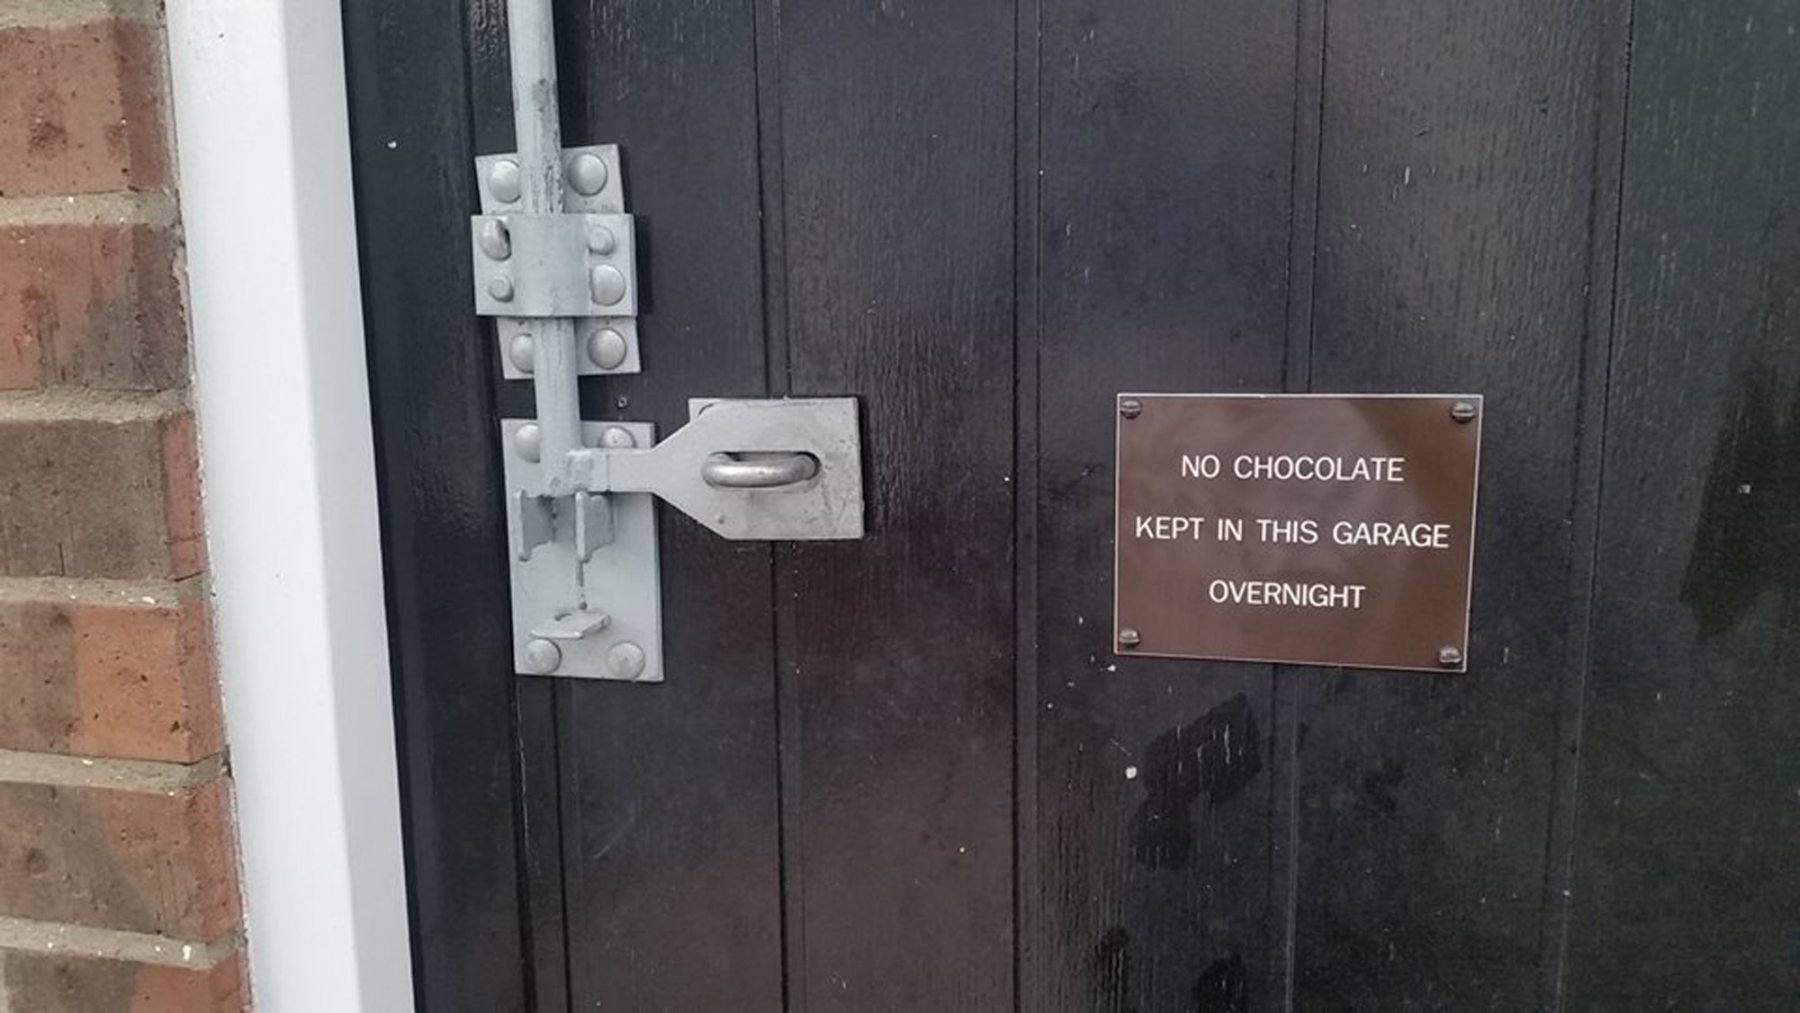 NO CHOCOLATE
KEPT IN THIS GARAGE
OVERNIGHT